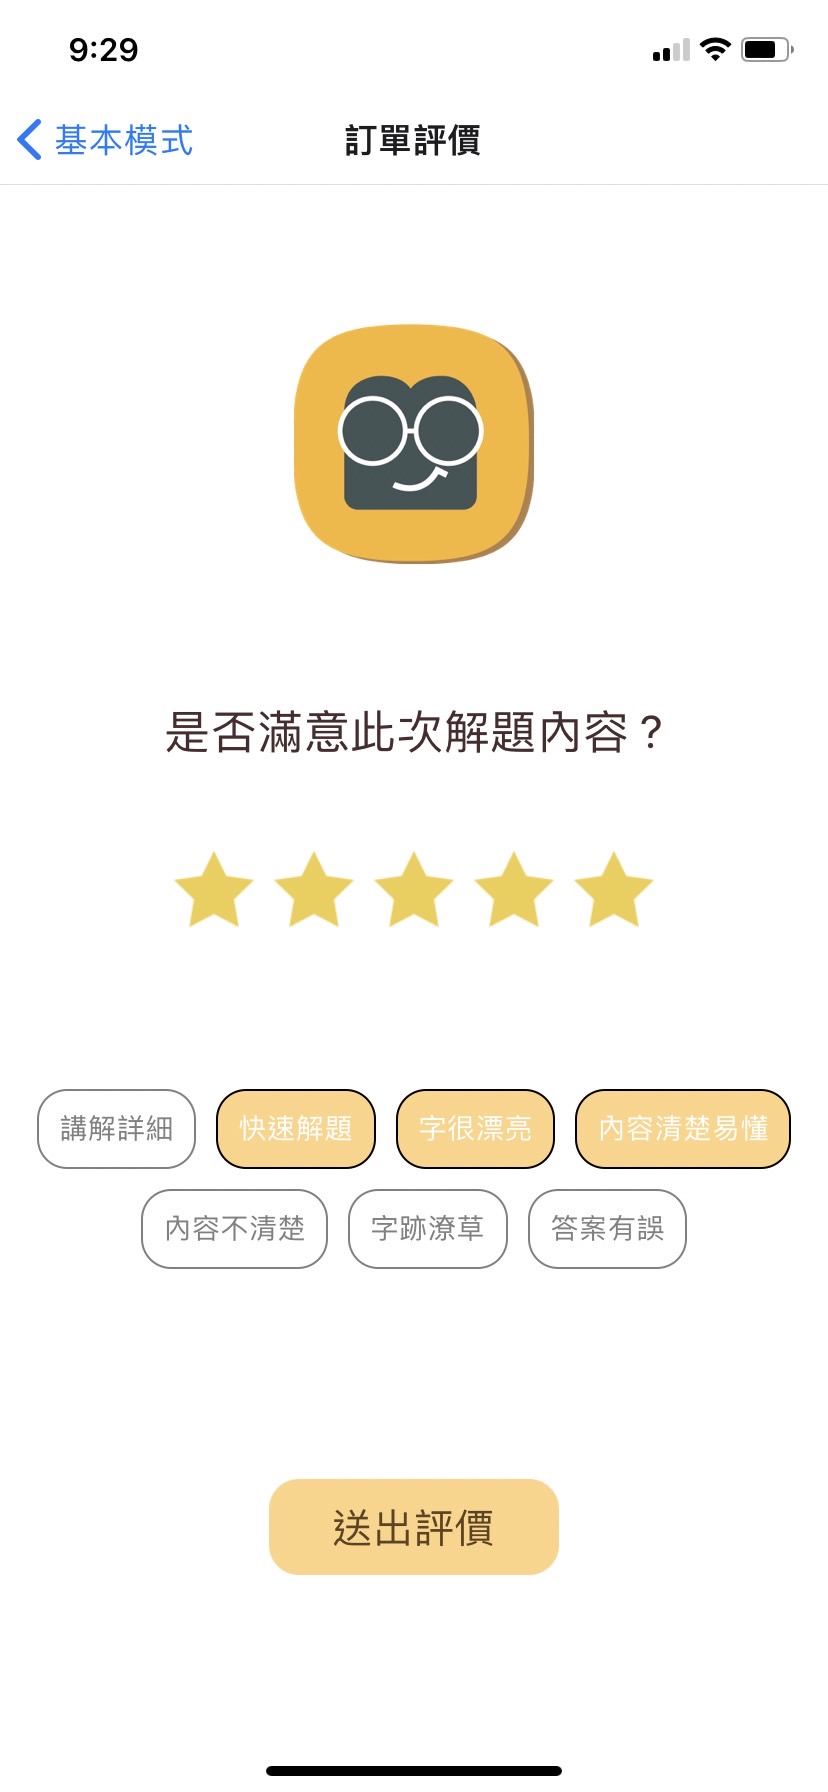 9:29
基本模式
訂單評價
是否滿意此次解題內容？
講解詳細
快速解題
字很漂亮
內容清楚易懂
內容不清楚
字跡潦草
答案有誤
送出評價